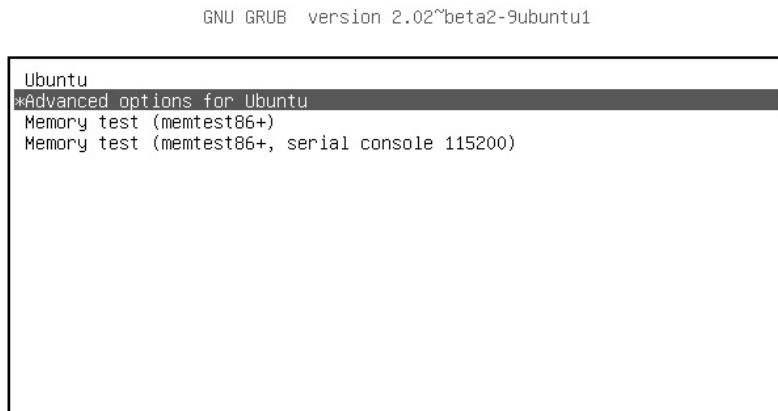 GNU GRUB  version 2.02~beta2-9ubuntu1
Ubuntu
*Advanced options for Ubuntu
Memory test (memtest86+)
Memory test (memtest86+, serial console 115200)